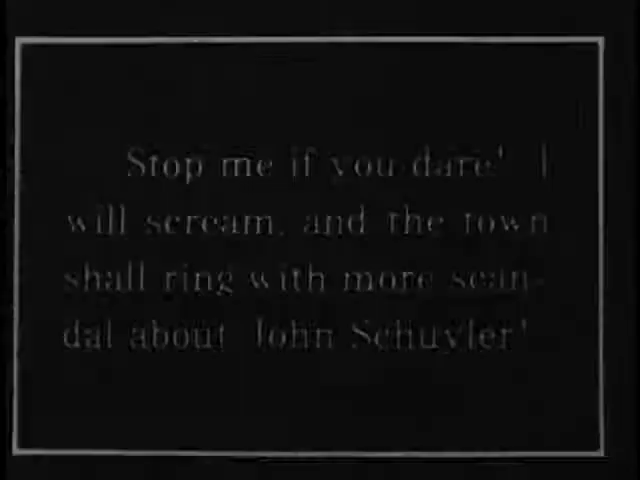 Stop me if you dare! I
will scream, and the town
shall ring with more scan-
dal about John Schuyler!